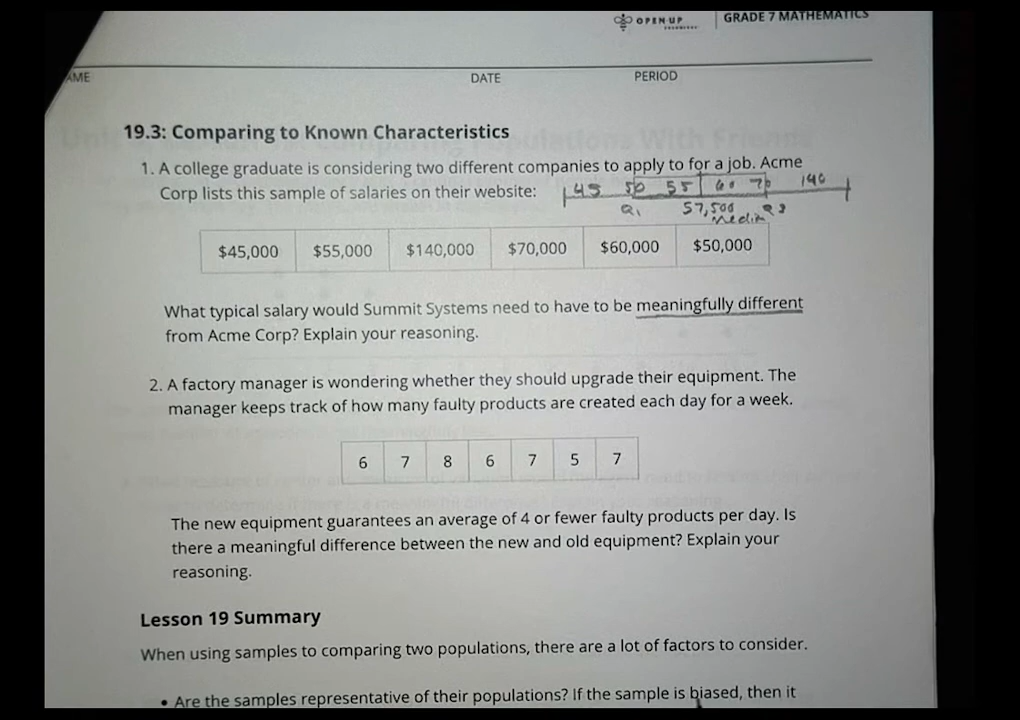 OPEN UP
GRADE 7 MATHEMATICS
AME DATE PERIOD
19.3: Comparing to Known Characteristics
1. A college graduate is considering two different companies to apply to for a job. Acme
Corp lists this sample of salaries on their website:
45 50 55 60 70 140
Q1 57,500 Q3
median
$45,000 $55,000 $140,000 $70,000 $60,000 $50,000
What typical salary would Summit Systems need to have to be meaningfully different
from Acme Corp? Explain your reasoning.
2. A factory manager is wondering whether they should upgrade their equipment. The
manager keeps track of how many faulty products are created each day for a week.
6 7 8 6 7 5 7
The new equipment guarantees an average of 4 or fewer faulty products per day. Is
there a meaningful difference between the new and old equipment? Explain your
reasoning.
Lesson 19 Summary
When using samples to comparing two populations, there are a lot of factors to consider.
• Are the samples representative of their populations? If the sample is biased, then it